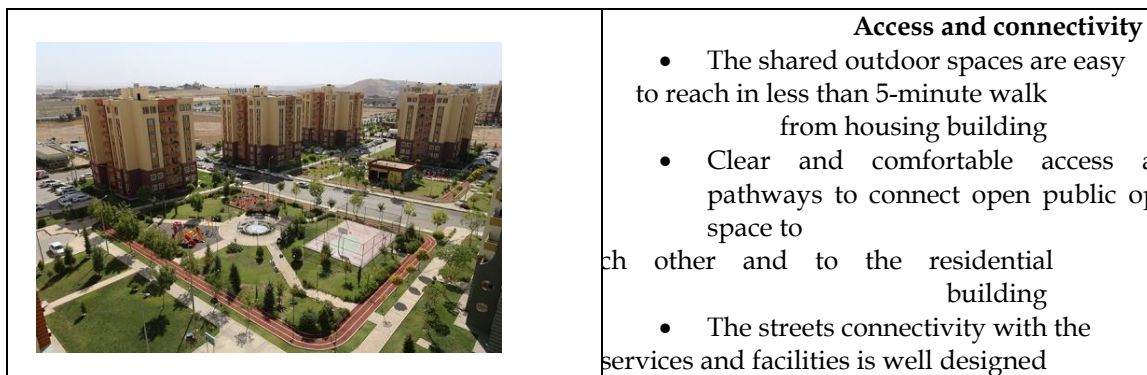 Access and connectivity
• The shared outdoor spaces are easy
to reach in less than 5-minute walk
from housing building
• Clear and comfortable access
pathways to connect open public
space to
other and to the residential
building
• The streets connectivity with the
services and facilities is well designed